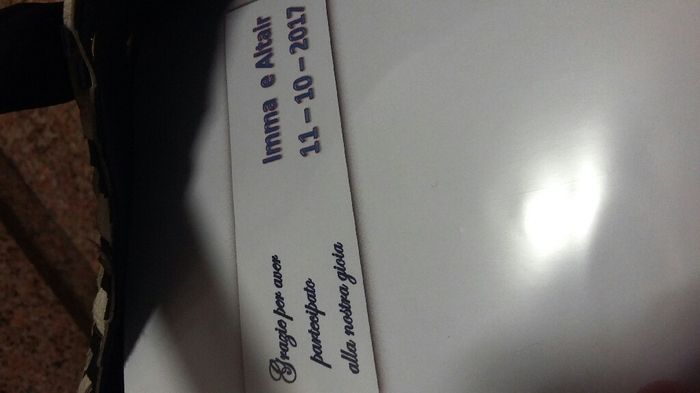 Imma e Altair
11 – 10 – 2017
Grazie per aver
partecipato
alla nostra gioia